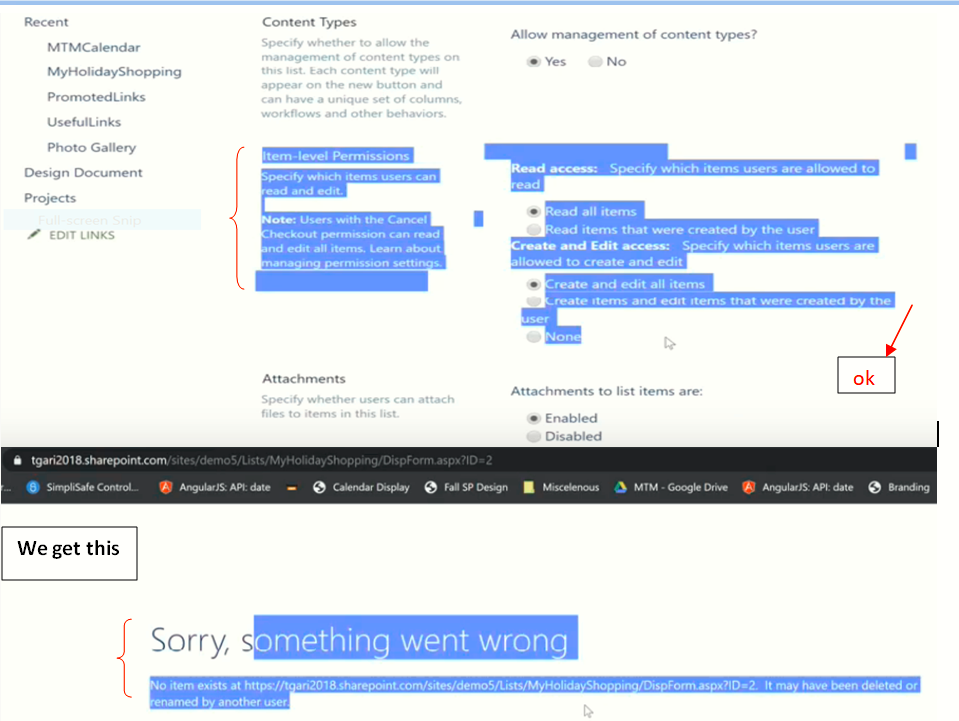 Recent
MTMCalendar
MyHolidayShopping
PromotedLinks
UsefulLinks
Photo Gallery
Design Document
Projects
Full-screen Snip
EDIT LINKS
Content Types
Specify whether to allow the
management of content types on
this list. Each content type will
appear on the new button and
can have a unique set of columns,
workflows and other behaviors.
Allow management of content types?
Yes No
Item-level Permissions
Specify which items users can
read and edit.
Note: Users with the Cancel
Checkout permission can read
and edit all items. Learn about
managing permission settings.
Read access: Specify which items users are allowed to
read
Read all items
Read items that were created by the user
Create and Edit access: Specify which items users are
allowed to create and edit
Create and edit all items
Create items and edit items that were created by the
user
None
ok
Attachments
Specify whether users can attach
files to items in this list.
Attachments to list items are:
Enabled
Disabled
tgari2018.sharepoint.com/sites/demo5/Lists/MyHolidayShopping/DispForm.aspx?ID=2
r... SimpliSafe Control... AngularJS: API: date Calendar Display Fall SP Design Miscelenous MTM - Google Drive AngularJS: API: date Branding
We get this
Sorry, something went wrong
No item exists at https://tgari2018.sharepoint.com/sites/demo5/Lists/MyHolidayShopping/DispForm.aspx?ID=2. It may have been deleted or
renamed by another user.